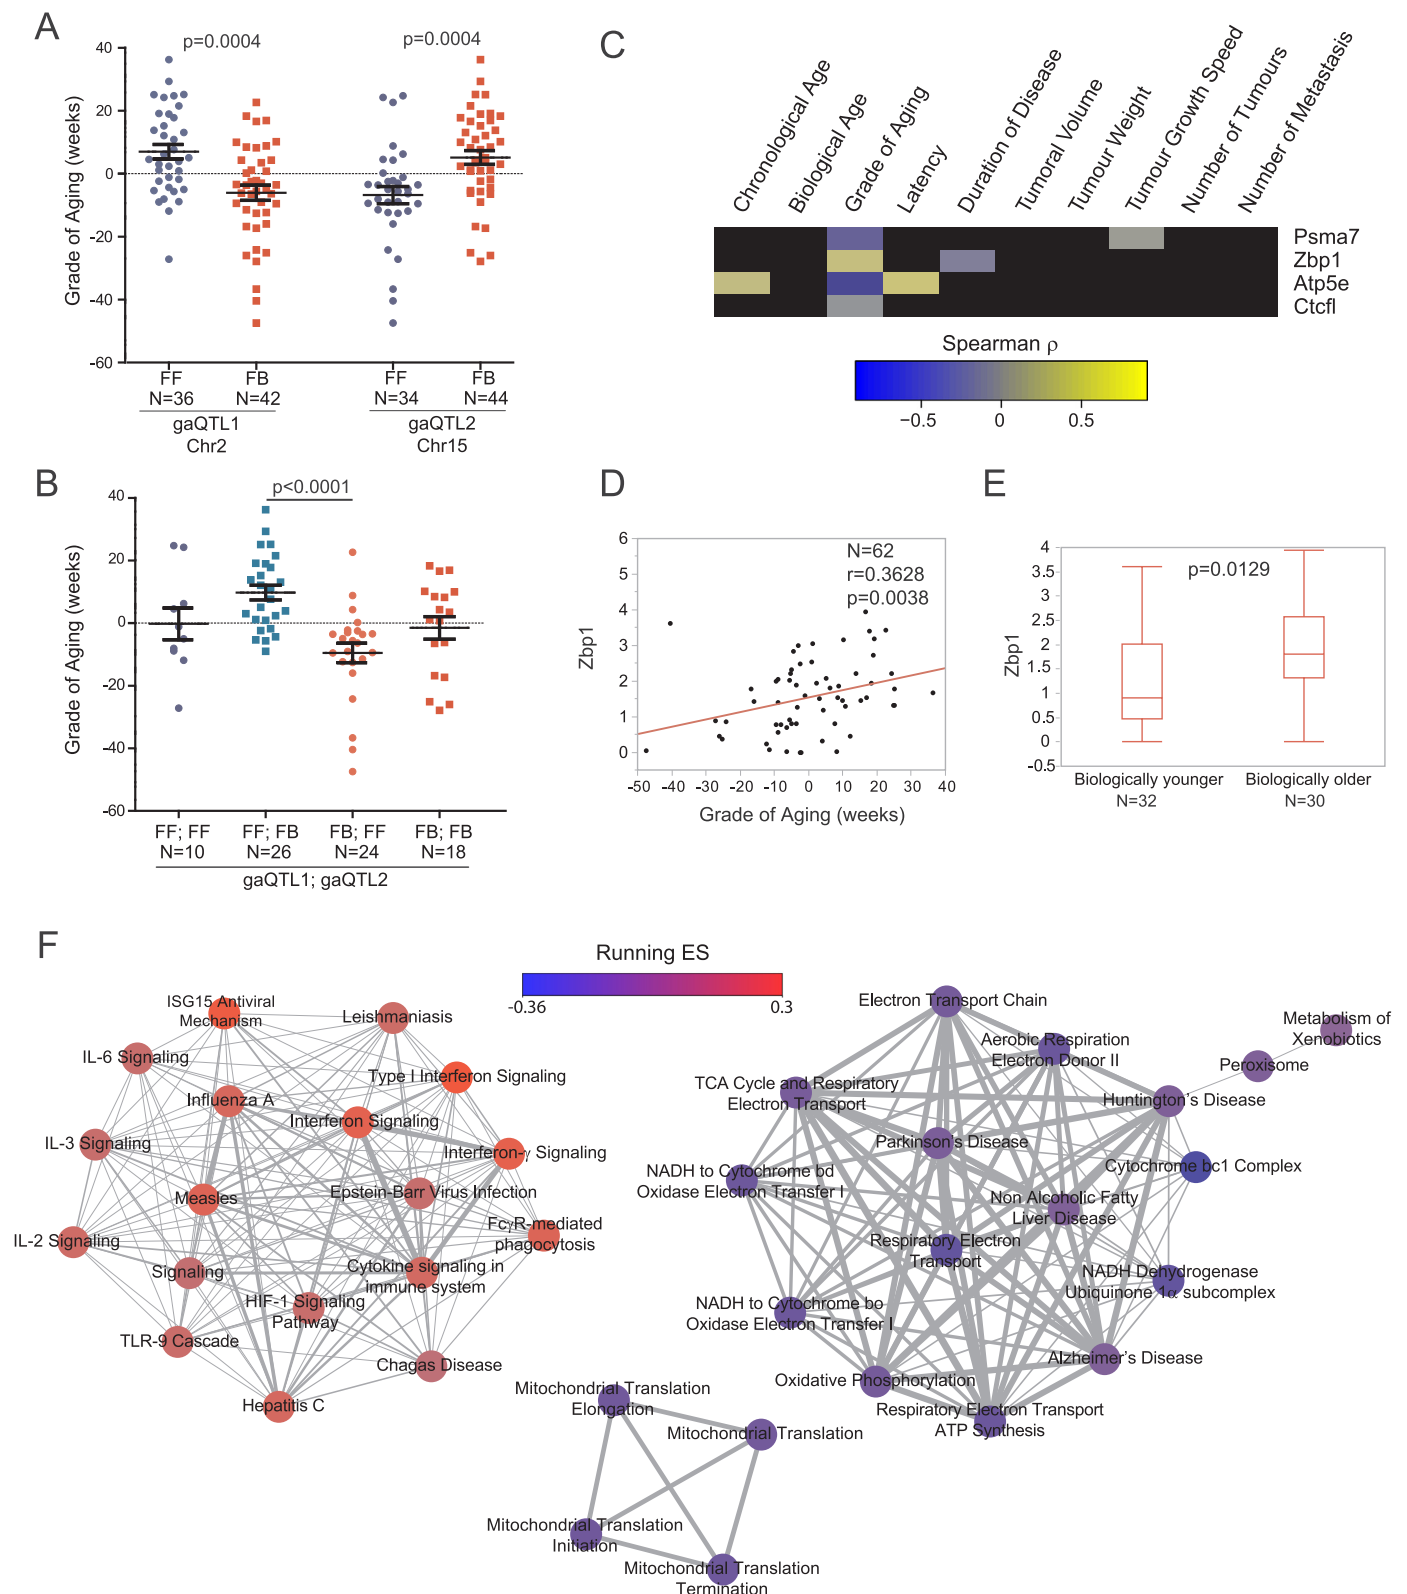 A
p=0.0004
p=0.0004
Grade of Aging (weeks)
40
20
0
-20
-40
-60
FF
FB
FF
FB
N=36
N=42
N=34
N=44
gaQTL1
Chr2
gaQTL2
Chr15
C
Chronological Age
Biological Age
Grade of Aging
Latency
Duration of Disease
Tumoral Volume
Tumour Weight
Tumour Growth Speed
Number of Tumours
Number of Metastasis
Psma7
Zbp1
Atp5e
Ctcfl
Spearman ρ
−0.5
0
0.5
B
p<0.0001
Grade of Aging (weeks)
40
20
0
-20
-40
-60
FF; FF
FF; FB
FB; FF
FB; FB
N=10
N=26
N=24
N=18
gaQTL1; gaQTL2
D
Zbp1
6
5
4
3
2
1
0
N=62
r=0.3628
p=0.0038
-50
-40
-30
-20
-10
0
10
20
30
40
Grade of Aging (weeks)
E
Zbp1
4
3.5
3
2.5
2
1.5
1
0.5
0
-0.5
p=0.0129
Biologically younger
N=32
Biologically older
N=30
F
Running ES
-0.36
0.3
ISG15 Antiviral
Mechanism
Leishmaniasis
IL-6 Signaling
Type I Interferon Signaling
Influenza A
Interferon Signaling
IL-3 Signaling
Interferon-γ Signaling
Measles
Epstein-Barr Virus Infection
IL-2 Signaling
FcγR-mediated
phagocytosis
Signaling
Cytokine signaling in
immune system
HIF-1 Signaling
Pathway
TLR-9 Cascade
Chagas Disease
Hepatitis C
Mitochondrial Translation
Elongation
Mitochondrial Translation
Mitochondrial Translation
Initiation
Mitochondrial Translation
Termination
Electron Transport Chain
Aerobic Respiration
Electron Donor II
Metabolism of
Xenobiotics
Peroxisome
TCA Cycle and Respiratory
Electron Transport
Huntington's Disease
Parkinson's Disease
Cytochrome bc1 Complex
NADH to Cytochrome bd
Oxidase Electron Transfer I
Non Alcoholic Fatty
Liver Disease
Respiratory Electron
Transport
NADH Dehydrogenase
Ubiquinone 1α subcomplex
NADH to Cytochrome bo
Oxidase Electron Transfer I
Alzheimer's Disease
Oxidative Phosphorylation
Respiratory Electron Transport
ATP Synthesis